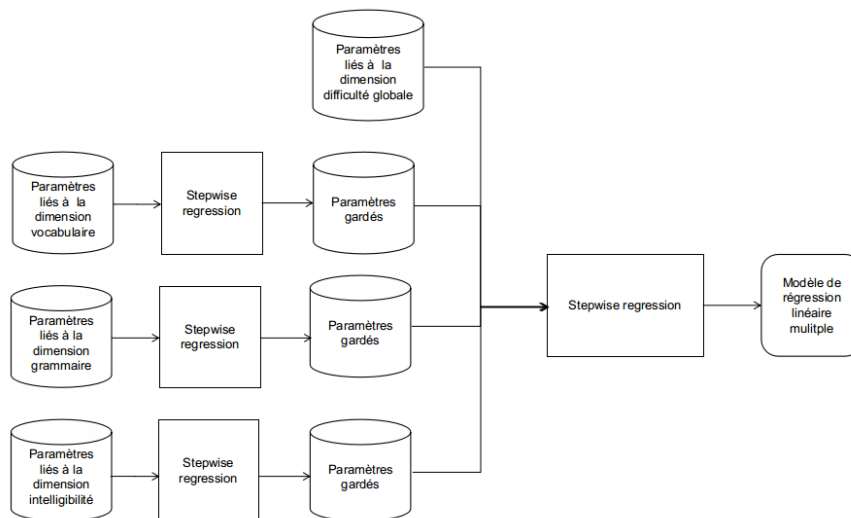 Paramètres
liés à la
dimension
difficulté globale
Paramètres
liés à la
dimension
vocabulaire
Stepwise
regression
Paramètres
gardés
Paramètres
liés à la
dimension
grammaire
Stepwise
regression
Paramètres
gardés
Paramètres
liés à la
dimension
intelligibilité
Stepwise
regression
Paramètres
gardés
Stepwise regression
Modèle de
régression
linéaire
mulitple